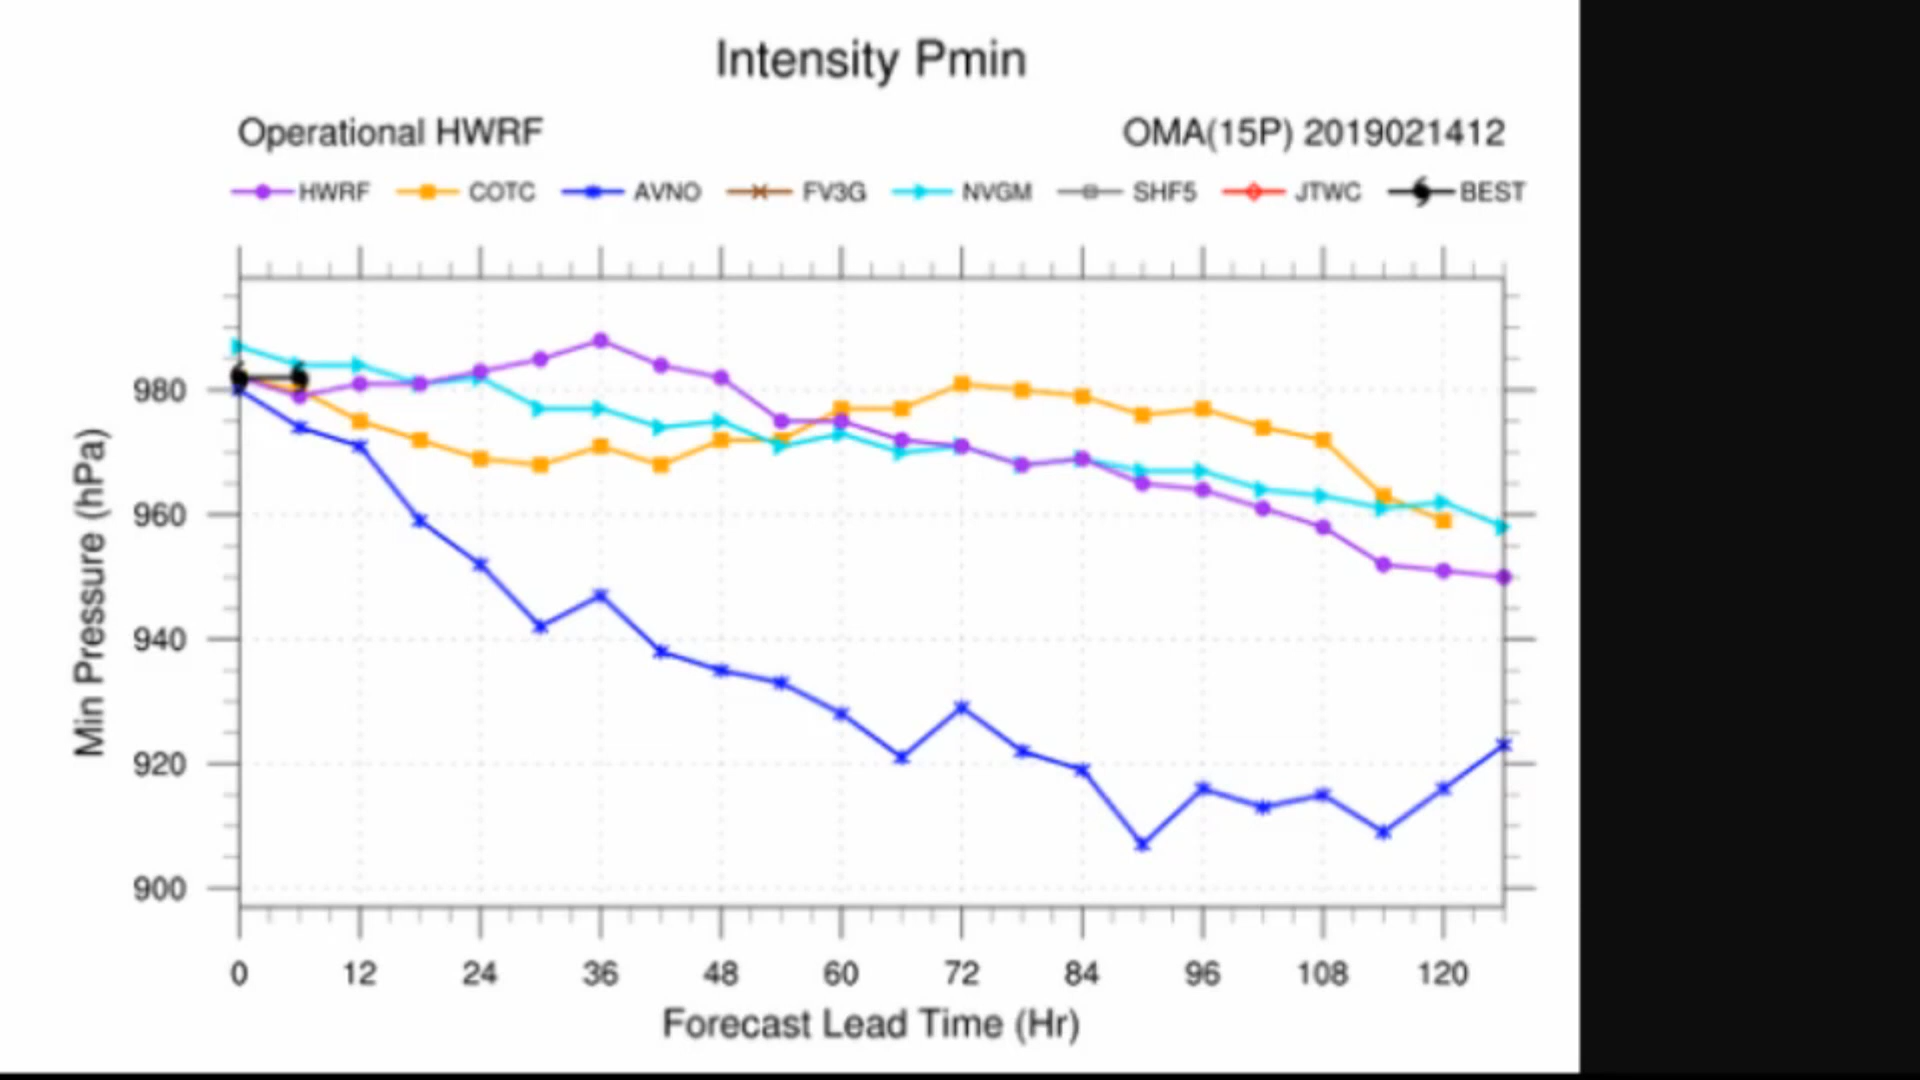 Intensity Pmin
Operational HWRF OMA(15P) 2019021412
HWRF COTC AVNO FV3G NVGM SHF5 JTWC BEST
Min Pressure (hPa)
980
960
940
920
900
0 12 24 36 48 60 72 84 96 108 120
Forecast Lead Time (Hr)